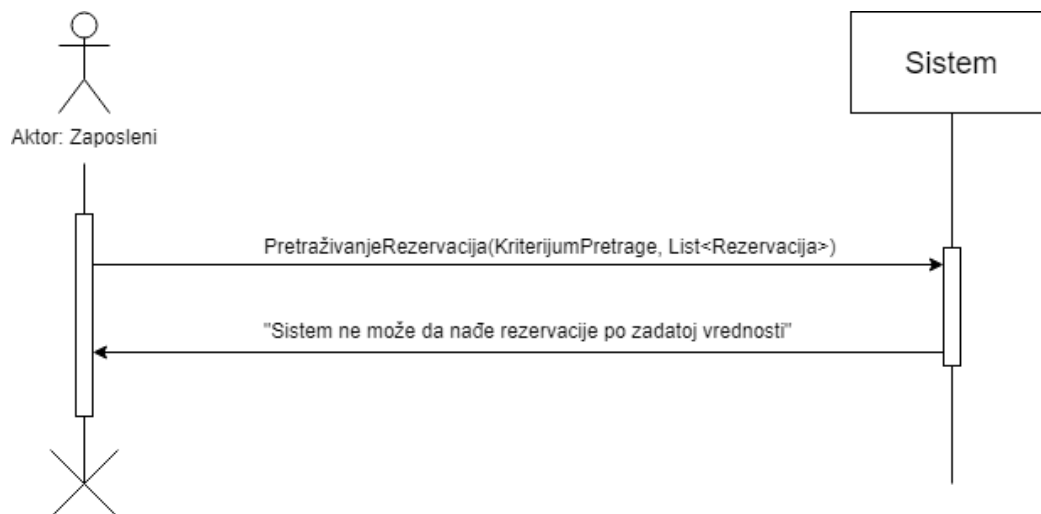 Sistem
Aktor: Zaposleni
PretraživanjeRezervacija(KriterijumPretrage, List<Rezervacija>)
"Sistem ne može da nađe rezervacije po zadatoj vrednosti"